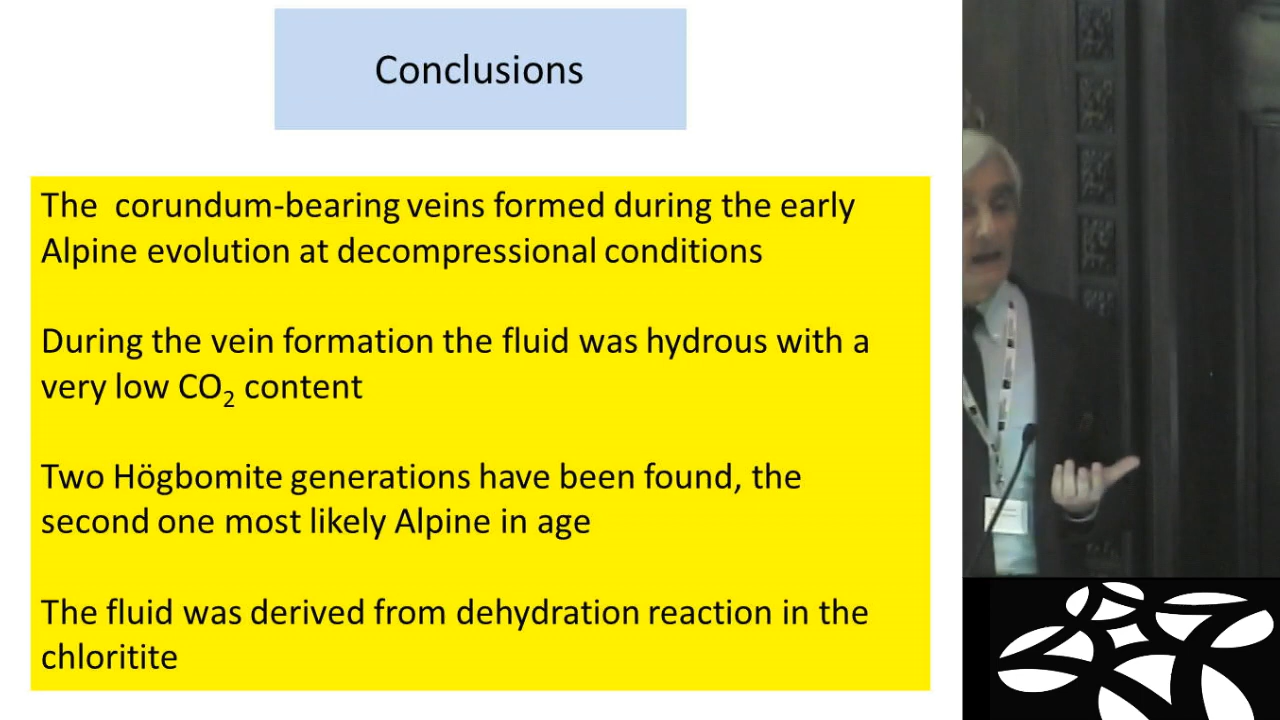 Conclusions
The corundum-bearing veins formed during the early
Alpine evolution at decompressional conditions
During the vein formation the fluid was hydrous with a
very low CO₂ content
Two Högbomite generations have been found, the
second one most likely Alpine in age
The fluid was derived from dehydration reaction in the
chloritite